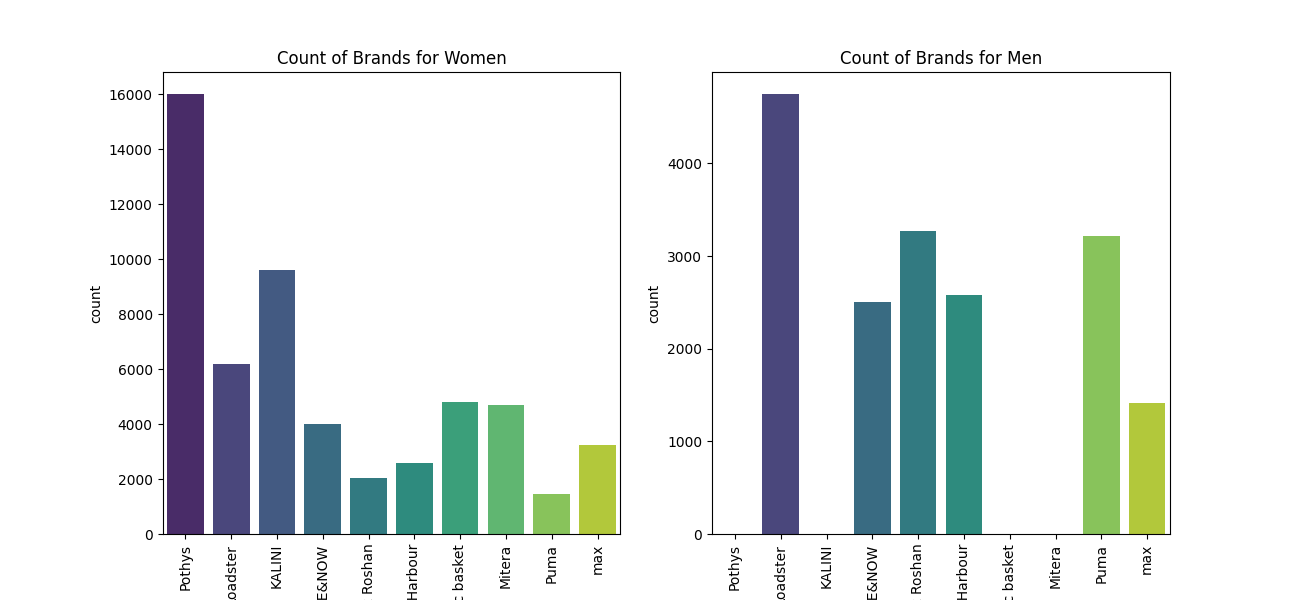 Count of Brands for Women
16000
14000
12000
10000
8000
6000
4000
2000
0
count
Pothys
oadster
KALINI
E&NOW
Roshan
Harbour
c basket
Mitera
Puma
max
Count of Brands for Men
4000
3000
2000
1000
0
count
Pothys
oadster
KALINI
E&NOW
Roshan
Harbour
c basket
Mitera
Puma
max